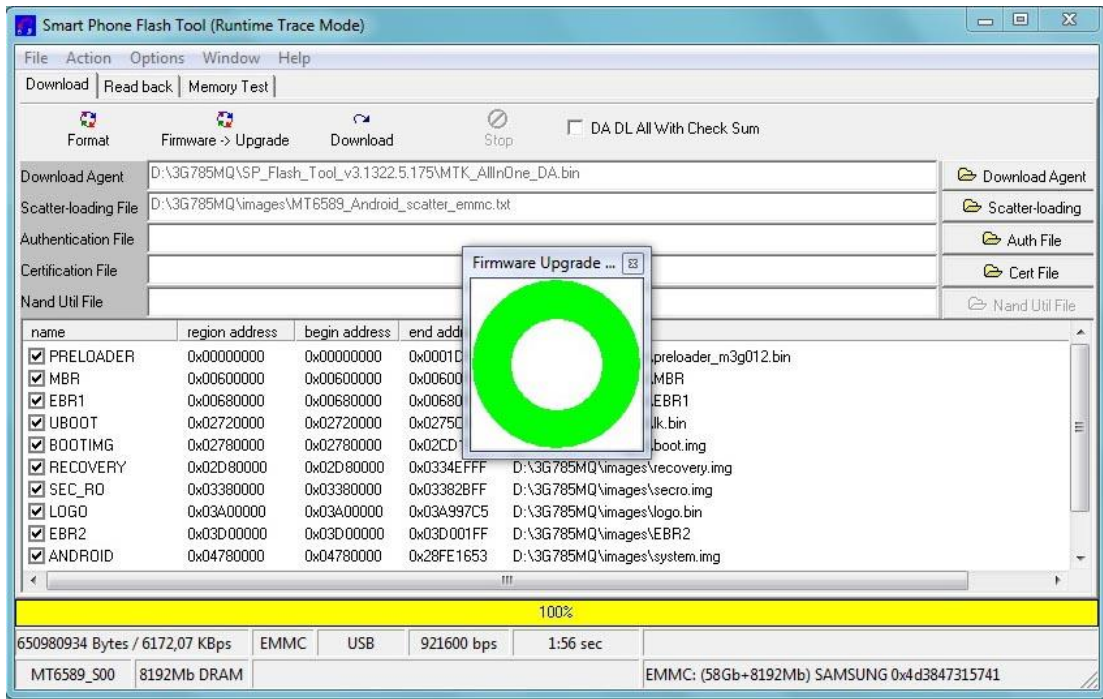 Smart Phone Flash Tool (Runtime Trace Mode)
File Action Options Window Help
Download Read back Memory Test
Format Firmware -> Upgrade Download Stop DA DL All With Check Sum
Download Agent D:\3G785MQ\SP_Flash_Tool_v3.1322.5.175\MTK_AllInOne_DA.bin Download Agent
Scatter-loading File D:\3G785MQ\images\MT6589_Android_scatter_emmc.txt Scatter-loading
Authentication File Auth File
Certification File Cert File
Nand Util File Nand Util File
Firmware Upgrade ...
name region address begin address end add
PRELOADER 0x00000000 0x00000000 0x0001D \preloader_m3g012.bin
MBR 0x00600000 0x00600000 0x00600 \MBR
EBR1 0x00680000 0x00680000 0x00680 \EBR1
UBOOT 0x02720000 0x02720000 0x0275 \lk.bin
BOOTIMG 0x02780000 0x02780000 0x02CD \boot.img
RECOVERY 0x02D80000 0x02D80000 0x0334EFFF D:\3G785MQ\images\recovery.img
SEC_RO 0x03380000 0x03380000 0x03382BFF D:\3G785MQ\images\secro.img
LOGO 0x03A00000 0x03A00000 0x03A997C5 D:\3G785MQ\images\logo.bin
EBR2 0x03D00000 0x03D00000 0x03D001FF D:\3G785MQ\images\EBR2
ANDROID 0x04780000 0x04780000 0x28FE1653 D:\3G785MQ\images\system.img
100%
650980934 Bytes / 6172,07 KBps EMMC USB 921600 bps 1:56 sec
MT6589_S00 8192Mb DRAM EMMC: (58Gb+8192Mb) SAMSUNG 0x4d3847315741